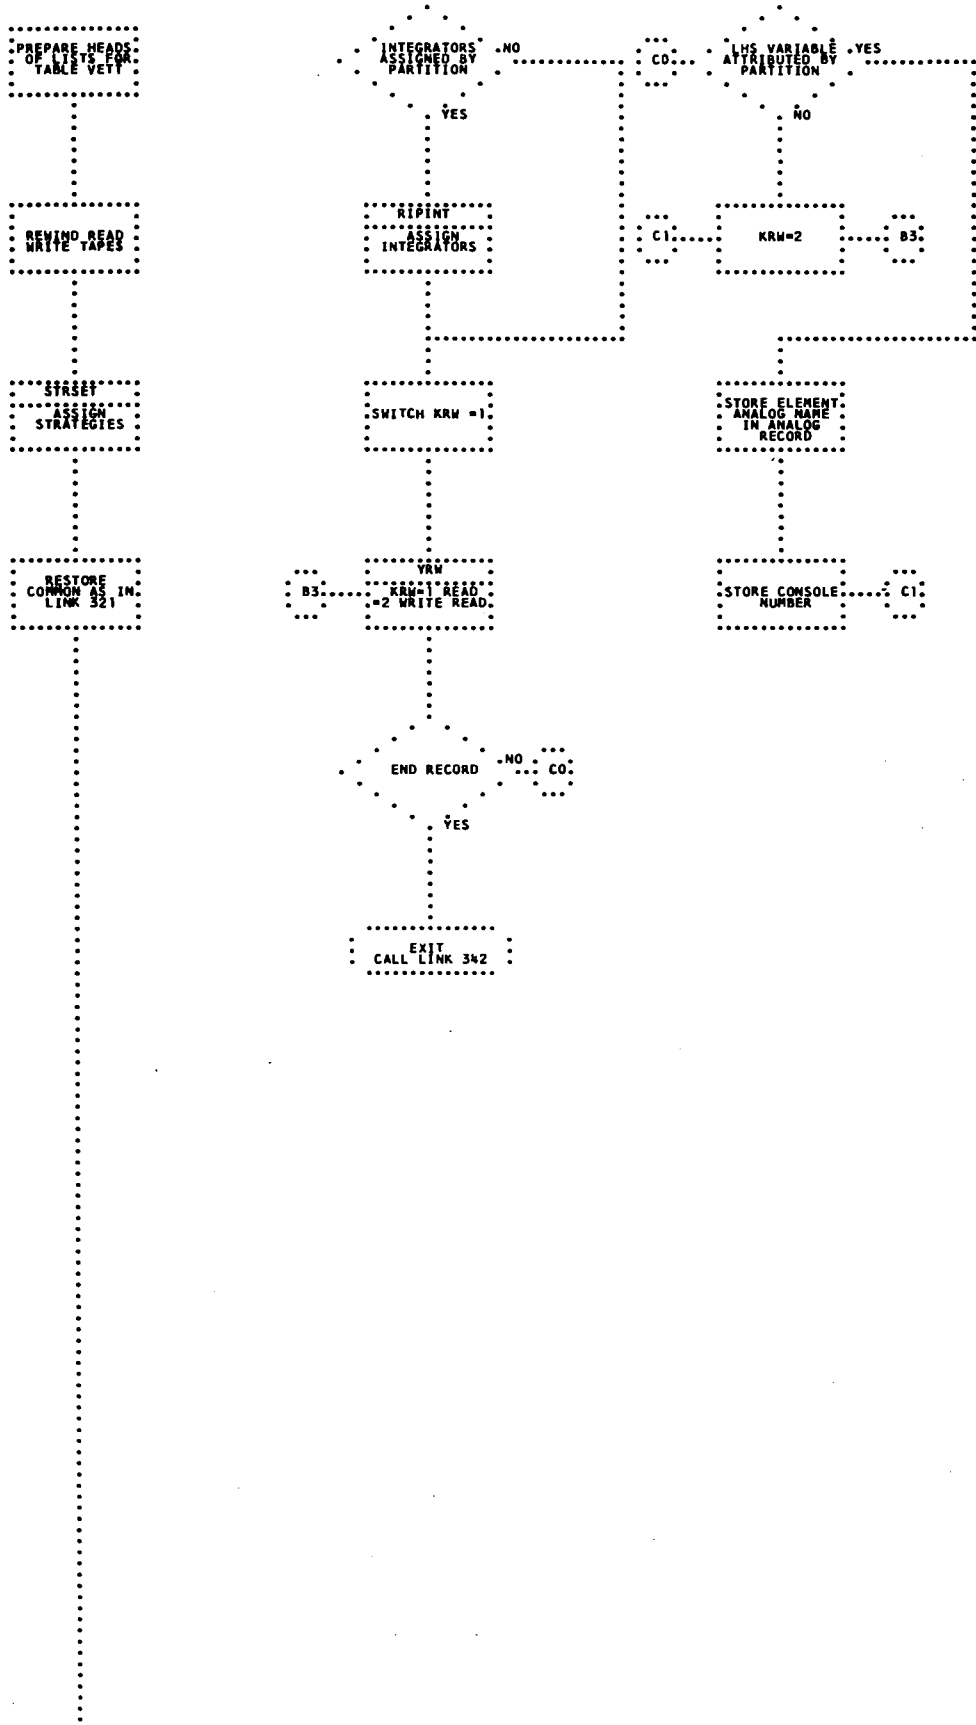 PREPARE HEADS
OF LISTS FOR
TABLE VETT
REWIND READ
WRITE TAPES
STRSET
ASSIGN
STRATEGIES
RESTORE
COMMON AS IN
LINK 321
INTEGRATORS
ASSIGNED BY
PARTITION
NO
YES
RIPINT
ASSIGN
INTEGRATORS
SWITCH KRW =1
B3
YRW
KRW=1 READ
=2 WRITE READ
END RECORD
NO
C0
YES
EXIT
CALL LINK 342
C0
LHS VARIABLE
ATTRIBUTED BY
PARTITION
YES
NO
C1
KRW=2
B3
STORE ELEMENT
ANALOG NAME
IN ANALOG
RECORD
STORE CONSOLE
NUMBER
C1